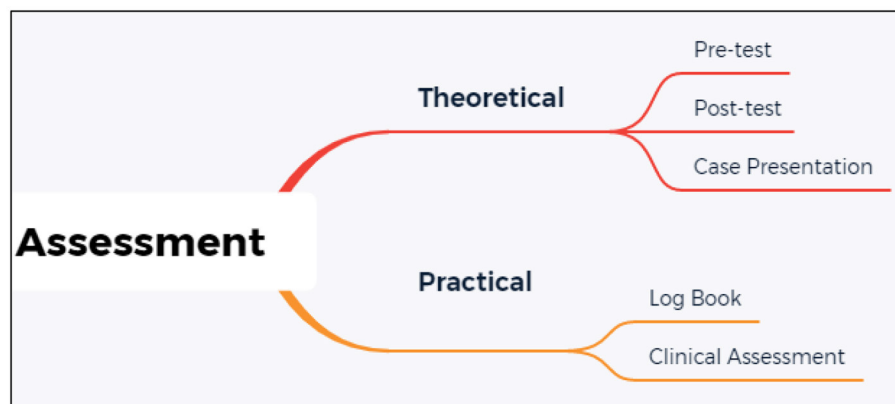 Assessment
Theoretical
Pre-test
Post-test
Case Presentation
Practical
Log Book
Clinical Assessment